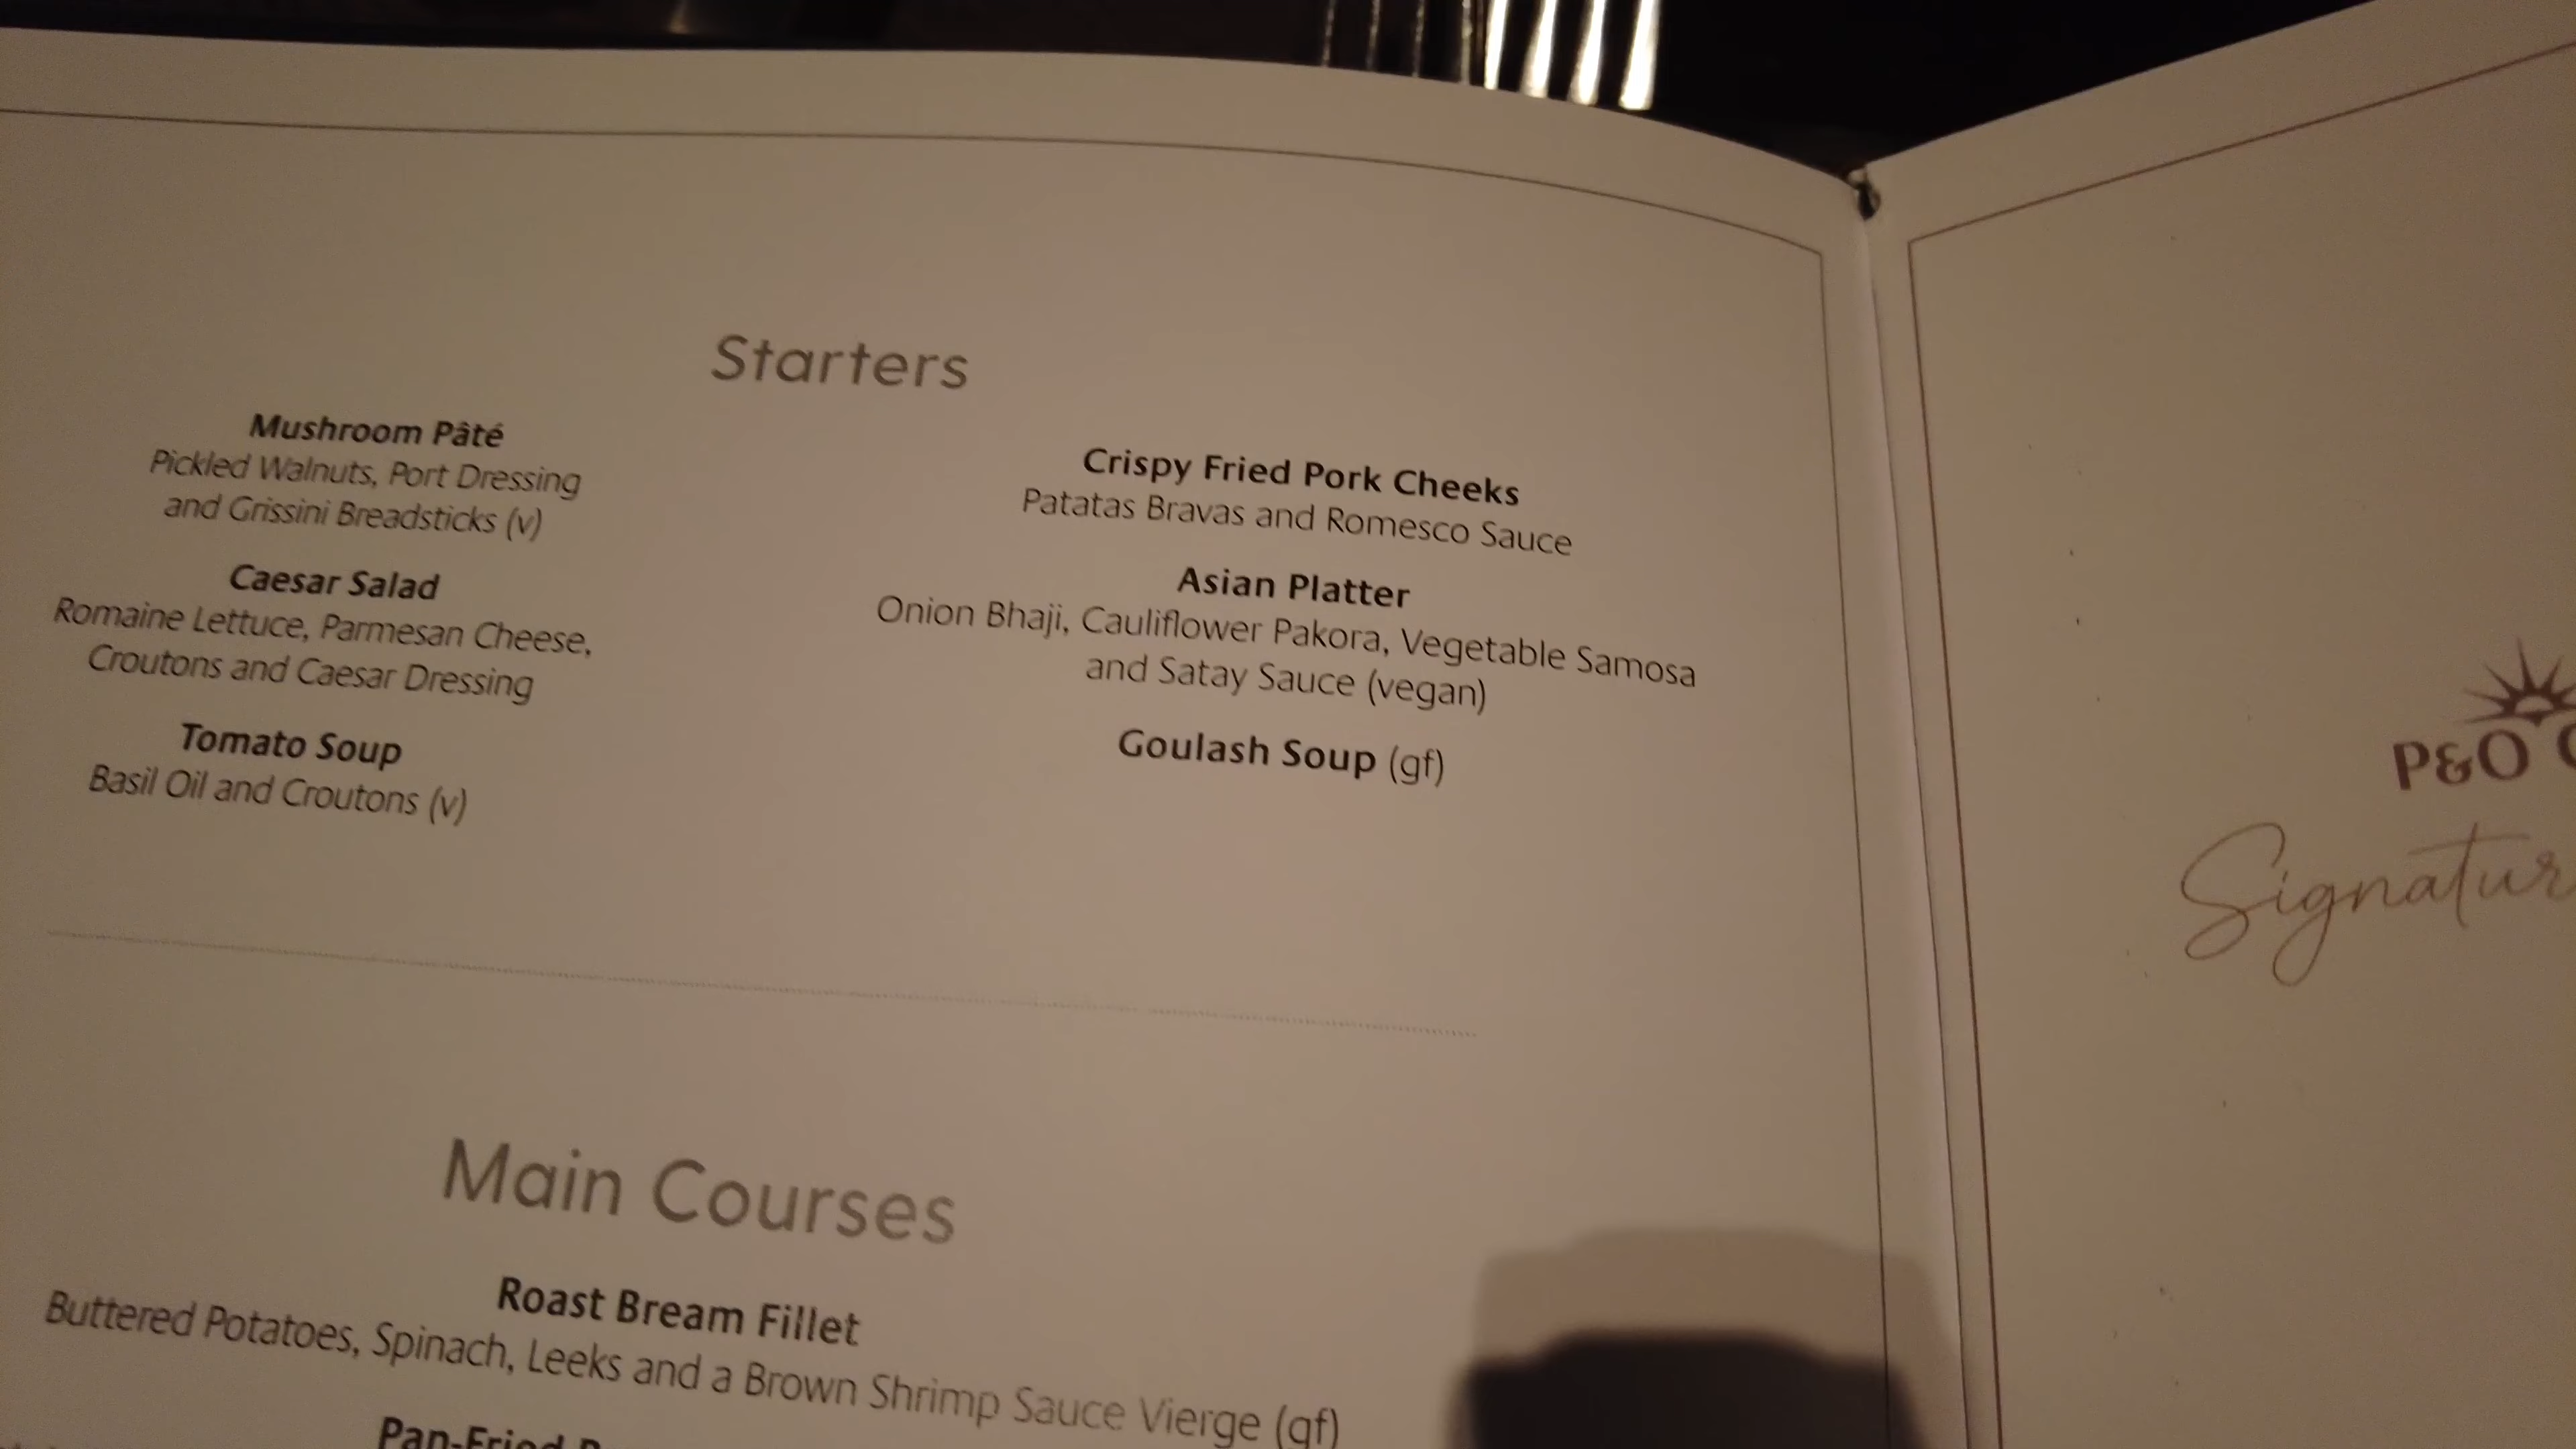 Starters
Mushroom Pâté
Pickled Walnuts, Port Dressing
and Grissini Breadsticks (v)
Caesar Salad
Romaine Lettuce, Parmesan Cheese,
Croutons and Caesar Dressing
Tomato Soup
Basil Oil and Croutons (v)
Crispy Fried Pork Cheeks
Patatas Bravas and Romesco Sauce
Asian Platter
Onion Bhaji, Cauliflower Pakora, Vegetable Samosa
and Satay Sauce (vegan)
Goulash Soup (gf)
Main Courses
Roast Bream Fillet
Buttered Potatoes, Spinach, Leeks and a Brown Shrimp Sauce Vierge (gf)
Pan-Fried
P&O